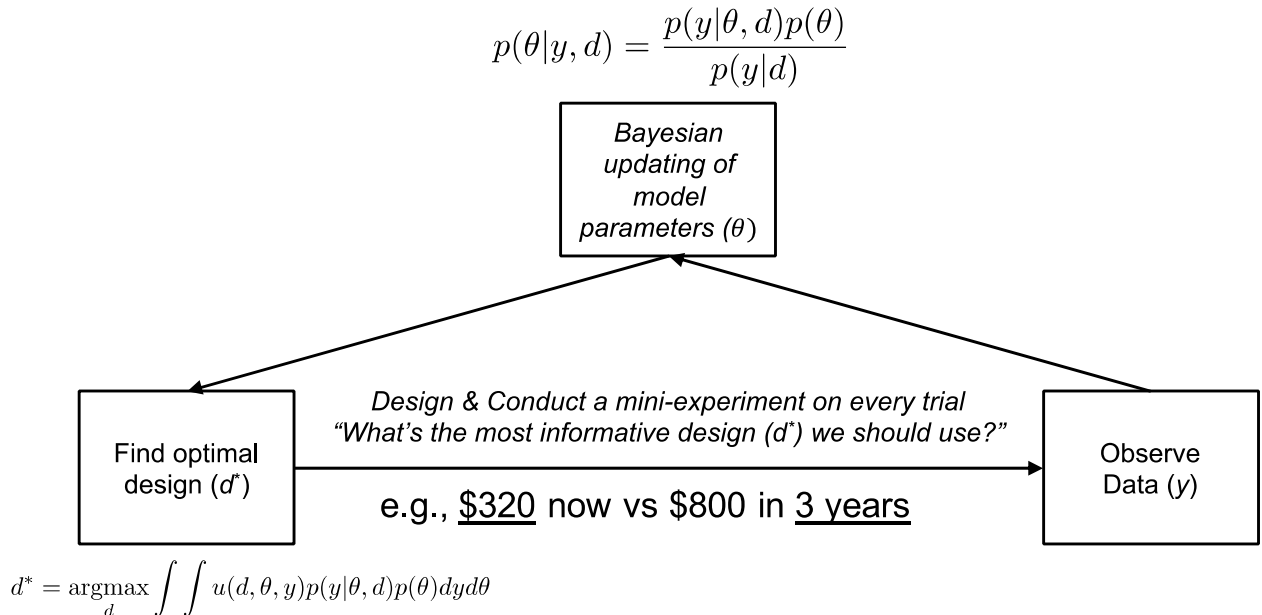 p(θ|y, d) = p(y|θ, d)p(θ) / p(y|d)
Bayesian
updating of
model
parameters (θ)
Design & Conduct a mini-experiment on every trial
“What’s the most informative design (d*) we should use?”
Find optimal
design (d*)
Observe
Data (y)
e.g., $320 now vs $800 in 3 years
d* = argmax_d ∫ ∫ u(d, θ, y)p(y|θ, d)p(θ)dydθ